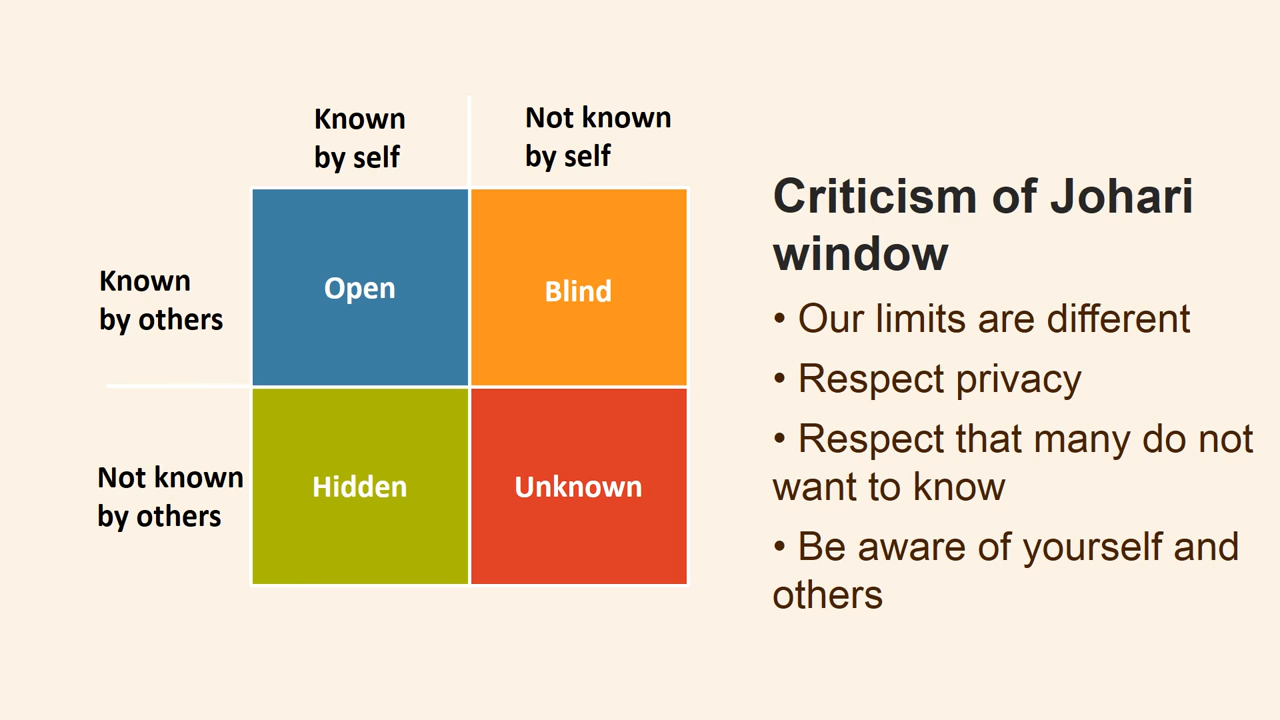 Known
by self
Not known
by self
Known
by others
Open
Blind
Not known
by others
Hidden
Unknown
Criticism of Johari
window
• Our limits are different
• Respect privacy
• Respect that many do not
want to know
• Be aware of yourself and
others